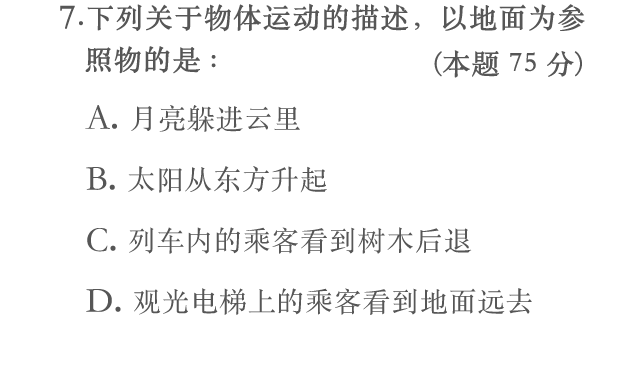 7.下列关于物体运动的描述，以地面为参
照物的是：
(本题 75 分)
A. 月亮躲进云里
B. 太阳从东方升起
C. 列车内的乘客看到树木后退
D. 观光电梯上的乘客看到地面远去